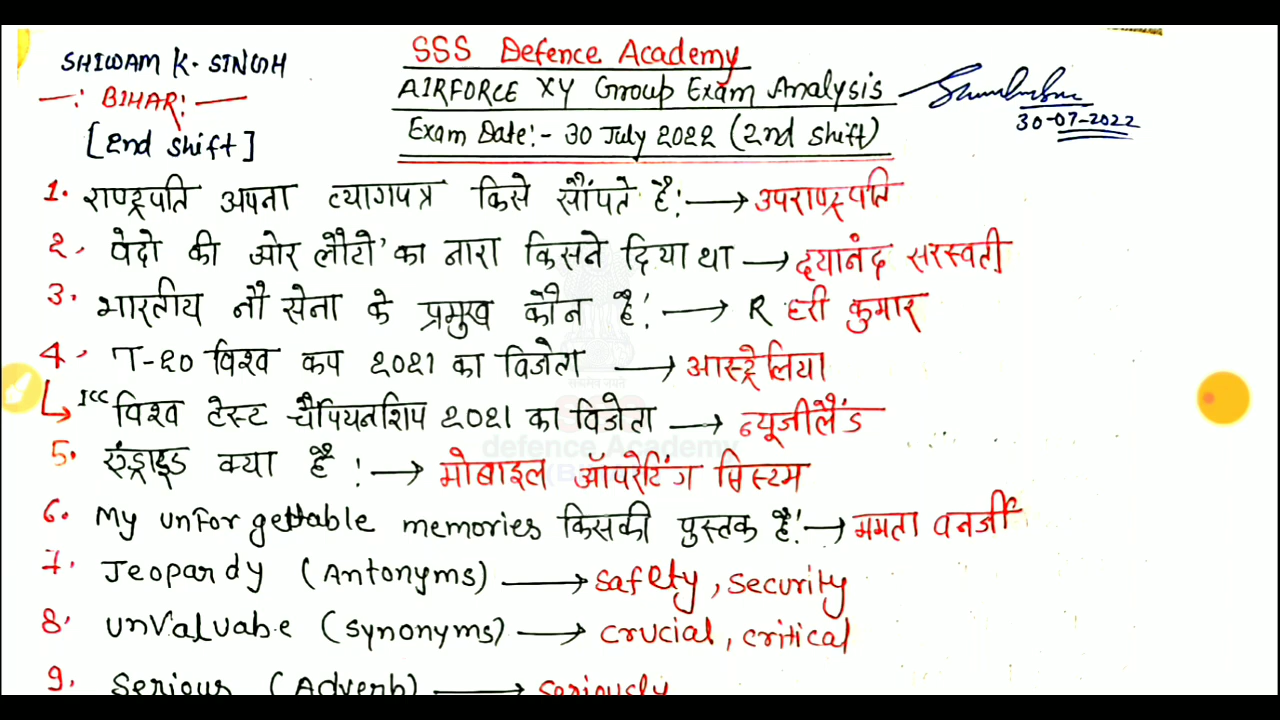 SSS Defence Academy
SHIWAM K. SINGH
AIRFORCE XY Group Exam Analysis
—: BIHAR: —
30-07-2022
Exam Date:- 30 July 2022 (2nd shift)
[2nd shift]
1. राष्ट्रपति अपना त्यागपत्र किसे सौंपते है! → उपराष्ट्रपति
2. वेदो की ओर लौटो' का नारा किसने दिया था → दयानंद सरस्वती
3. भारतीय नौ सेना के प्रमुख कौन है! → R हरी कुमार
4. T-20 विश्व कप 2021 का विजेता → आस्ट्रेलिया
ICC विश्व टेस्ट चैंपियनशिप 2021 का विजेता → न्यूजीलैंड
defence Academy
5. एंड्राइड क्या है ! → मोबाइल ऑपरेटिंग सिस्टम
6. My unforgettable memories किसकी पुस्तक है! → ममता बनर्जी
7. Jeopardy (Antonyms) → safety, security
8. unvaluabe (synonyms) → crucial, critical
9. Serious (Adverb) → seriously